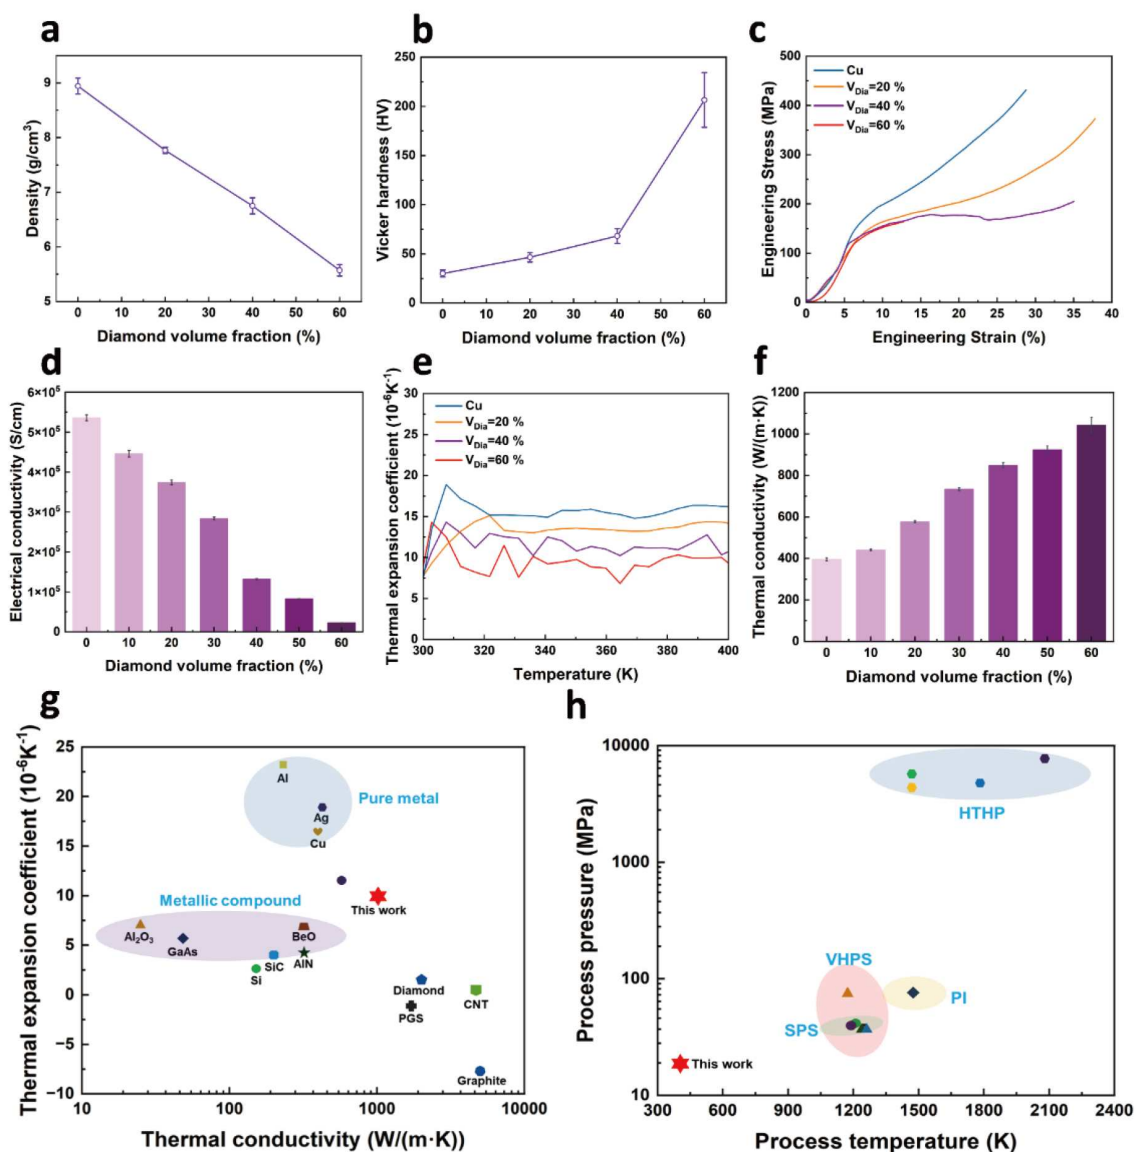 a
9
8
7
6
5
Density (g/cm³)
0 10 20 30 40 50 60
Diamond volume fraction (%)
b
250
200
150
100
50
0
Vicker hardness (HV)
0 10 20 30 40 50 60
Diamond volume fraction (%)
c
500
400
300
200
100
0
Engineering Stress (MPa)
Cu
V_Dia=20 %
V_Dia=40 %
V_Dia=60 %
0 5 10 15 20 25 30 35 40
Engineering Strain (%)
d
6×10⁵
5×10⁵
4×10⁵
3×10⁵
2×10⁵
1×10⁵
0
Electrical conductivity (S/cm)
0 10 20 30 40 50 60
Diamond volume fraction (%)
e
30
25
20
15
10
5
0
Thermal expansion coefficient (10⁻⁶K⁻¹)
Cu
V_Dia=20 %
V_Dia=40 %
V_Dia=60 %
300 320 340 360 380 400
Temperature (K)
f
1200
1000
800
600
400
200
0
Thermal conductivity (W/(m·K))
0 10 20 30 40 50 60
Diamond volume fraction (%)
g
25
20
15
10
5
0
−5
−10
Thermal expansion coefficient (10⁻⁶K⁻¹)
Al
Pure metal
Ag
Cu
Metallic compound
This work
Al₂O₃
GaAs
BeO
SiC
AlN
Si
Diamond
CNT
PGS
Graphite
10 100 1000 10000
Thermal conductivity (W/(m·K))
h
10000
1000
100
10
Process pressure (MPa)
HTHP
VHPS
PI
SPS
This work
300 600 900 1200 1500 1800 2100 2400
Process temperature (K)